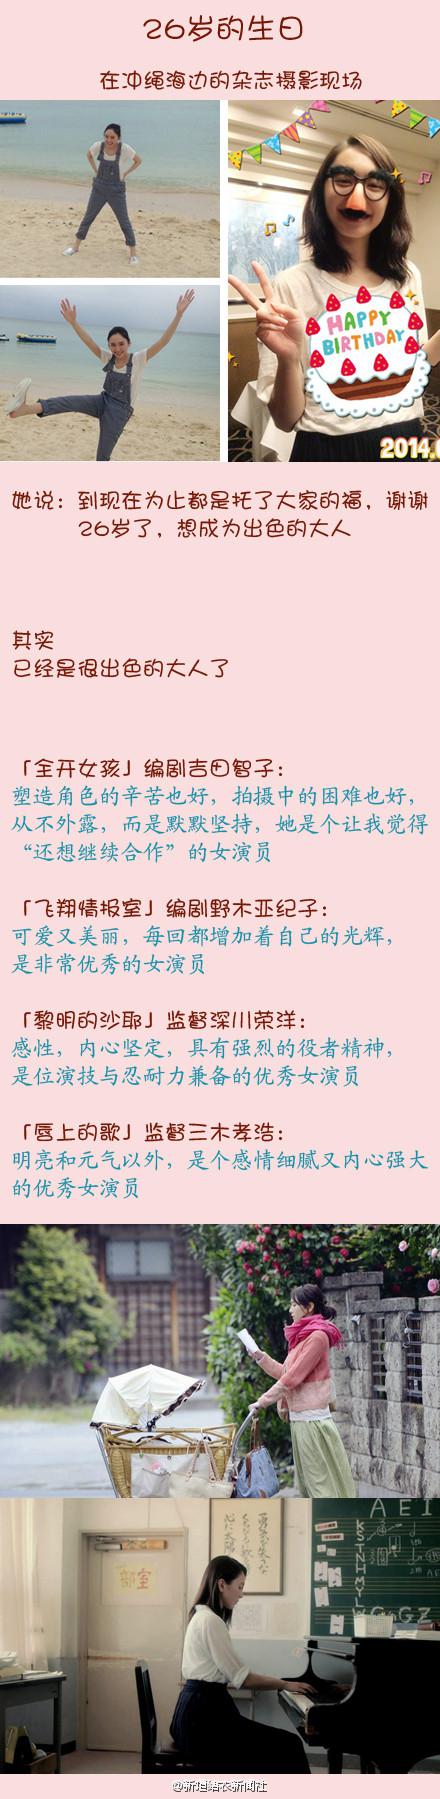 26岁的生日
在冲绳海边的杂志摄影现场
HAPPY
BIRTHDAY
2014.
她说：到现在为止都是托了大家的福，谢谢
26岁了，想成为出色的大人
其实
已经是很出色的大人了
「全开女孩」编剧吉田智子：
塑造角色的辛苦也好，拍摄中的困难也好，
从不外露，而是默默坚持，她是个让我觉得
“还想继续合作”的女演员
「飞翔情报室」编剧野木亚纪子：
可爱又美丽，每回都增加着自己的光辉，
是非常优秀的女演员
「黎明的沙耶」监督深川荣洋：
感性，内心坚定，具有强烈的役者精神，
是位演技与忍耐力兼备的优秀女演员
「唇上的歌」监督三木孝浩：
明亮和元气以外，是个感情细腻又内心强大
的优秀女演员
A E I
部室
@新垣结衣新闻社